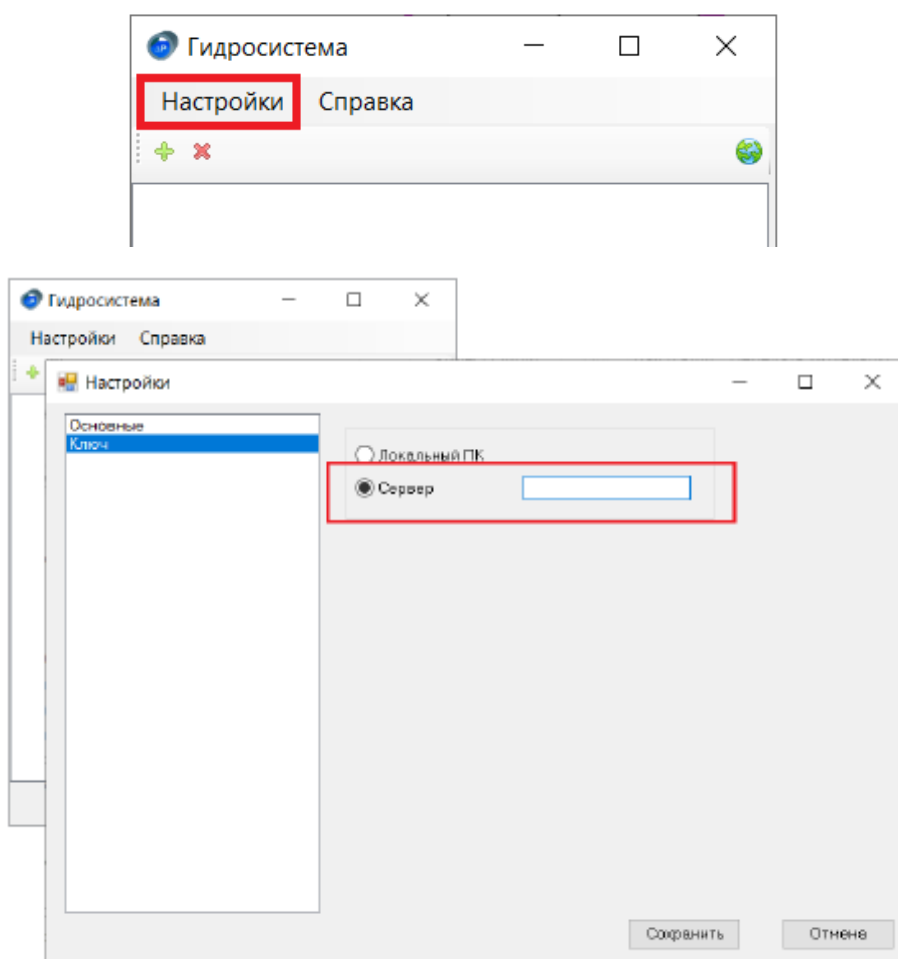 Гидросистема
Настройки Справка
Гидросистема
Настройки Справка
Настройки
Основные
Ключ
Локальный ПК
Сервер
Сохранить Отмена